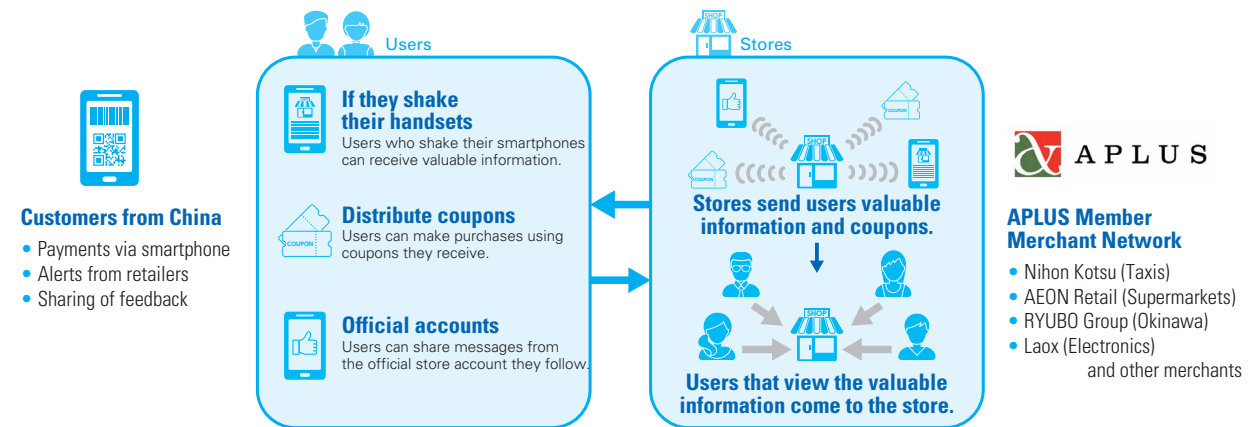 Users
SHOP
Stores
If they shake
their handsets
Users who shake their smartphones
can receive valuable information.
COUPON
Distribute coupons
Users can make purchases using
coupons they receive.
Official accounts
Users can share messages from
the official store account they follow.
COUPON
SHOP
COUPON
Stores send users valuable
information and coupons.
SHOP
Users that view the valuable
information come to the store.
Customers from China
• Payments via smartphone
• Alerts from retailers
• Sharing of feedback
APLUS
APLUS Member
Merchant Network
• Nihon Kotsu (Taxis)
• AEON Retail (Supermarkets)
• RYUBO Group (Okinawa)
• Laox (Electronics)
and other merchants